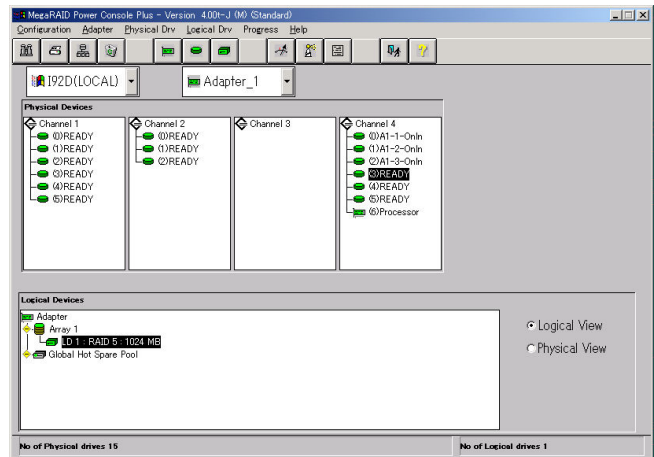 MegaRAID Power Console Plus - Version 4.00t-J (M) (Standard)
Configuration Adapter Physical Drv Logical Drv Progress Help
I92D(LOCAL) Adapter_1
Physical Devices
Channel 1
(0)READY
(1)READY
(2)READY
(3)READY
(4)READY
(5)READY
Channel 2
(0)READY
(1)READY
(2)READY
Channel 3
Channel 4
(0)A1-1-Onln
(1)A1-2-Onln
(2)A1-3-Onln
(3)READY
(4)READY
(5)READY
(6)Processor
Logical Devices
Adapter
Array 1
LD 1 : RAID 5 : 1024 MB
Global Hot Spare Pool
Logical View
Physical View
No of Physical drives 15
No of Logical drives 1